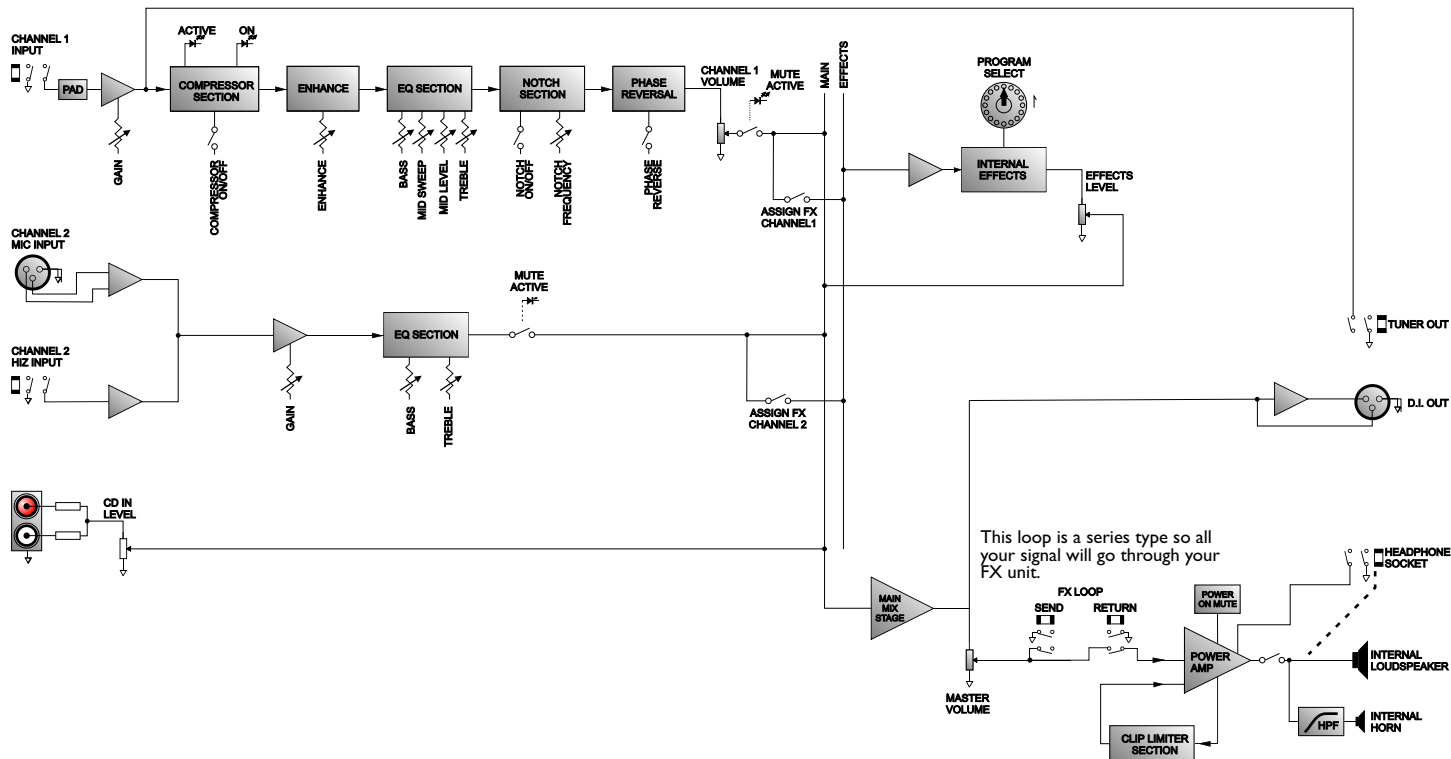 CHANNEL 1
INPUT
PAD
GAIN
ACTIVE
ON
COMPRESSOR
SECTION
COMPRESSOR
ON/OFF
ENHANCE
ENHANCE
EQ SECTION
BASS
MID SWEEP
MID LEVEL
TREBLE
NOTCH
SECTION
NOTCH
ON/OFF
NOTCH
FREQUENCY
PHASE
REVERSAL
PHASE
REVERSE
CHANNEL 1
VOLUME
MUTE
ACTIVE
ASSIGN FX
CHANNEL1
MAIN
EFFECTS
PROGRAM
SELECT
1
INTERNAL
EFFECTS
EFFECTS
LEVEL
CHANNEL 2
MIC INPUT
CHANNEL 2
HIZ INPUT
GAIN
EQ SECTION
BASS
TREBLE
MUTE
ACTIVE
ASSIGN FX
CHANNEL 2
TUNER OUT
D.I. OUT
CD IN
LEVEL
MAIN
MIX
STAGE
This loop is a series type so all
your signal will go through your
FX unit.
FX LOOP
SEND
RETURN
MASTER
VOLUME
POWER
ON MUTE
POWER
AMP
CLIP LIMITER
SECTION
HEADPHONE
SOCKET
INTERNAL
LOUDSPEAKER
HPF
INTERNAL
HORN